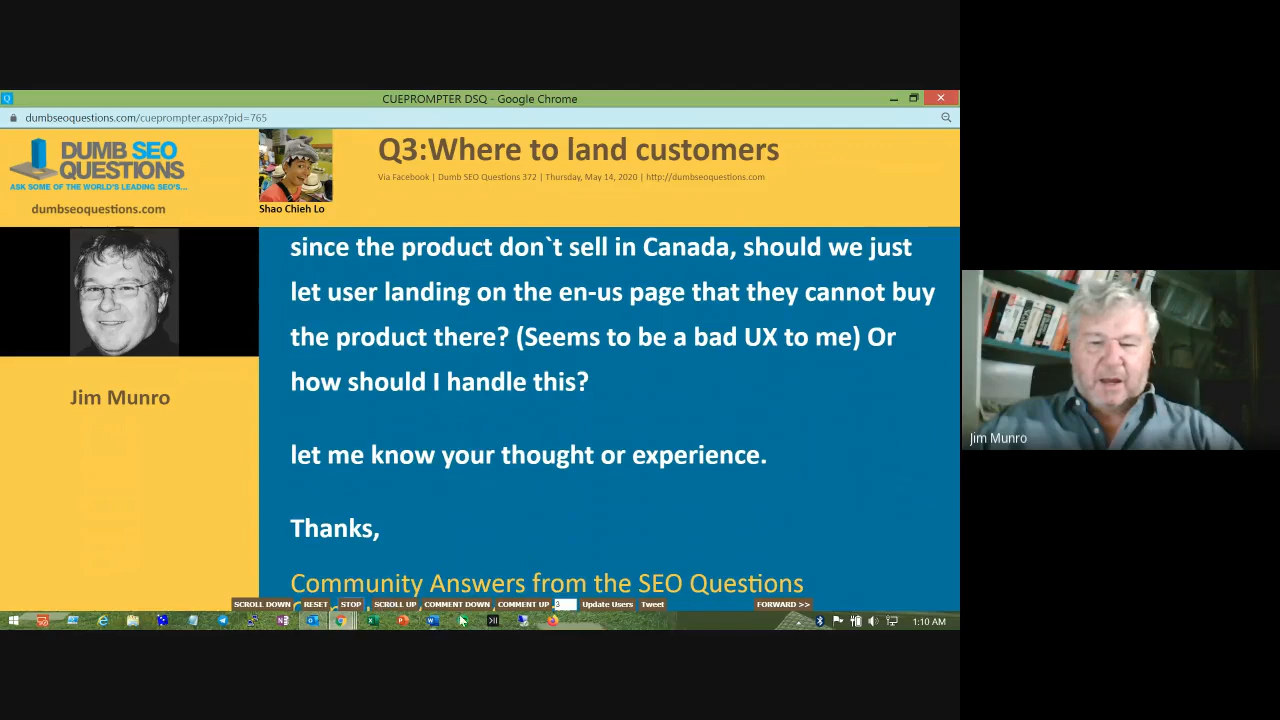 CUEPROMPTER DSQ - Google Chrome
dumbseoquestions.com/cueprompter.aspx?pid=765
DUMB SEO
QUESTIONS
ASK SOME OF THE WORLD'S LEADING SEO'S...
dumbseoquestions.com
Shao Chieh Lo
Q3:Where to land customers
Via Facebook | Dumb SEO Questions 372 | Thursday, May 14, 2020 | http://dumbseoquestions.com
Jim Munro
since the product don`t sell in Canada, should we just
let user landing on the en-us page that they cannot buy
the product there? (Seems to be a bad UX to me) Or
how should I handle this?
let me know your thought or experience.
Thanks,
Community Answers from the SEO Questions
SCROLL DOWN RESET STOP SCROLL UP COMMENT DOWN COMMENT UP Update Users Tweet FORWARD >>
1:10 AM
Jim Munro